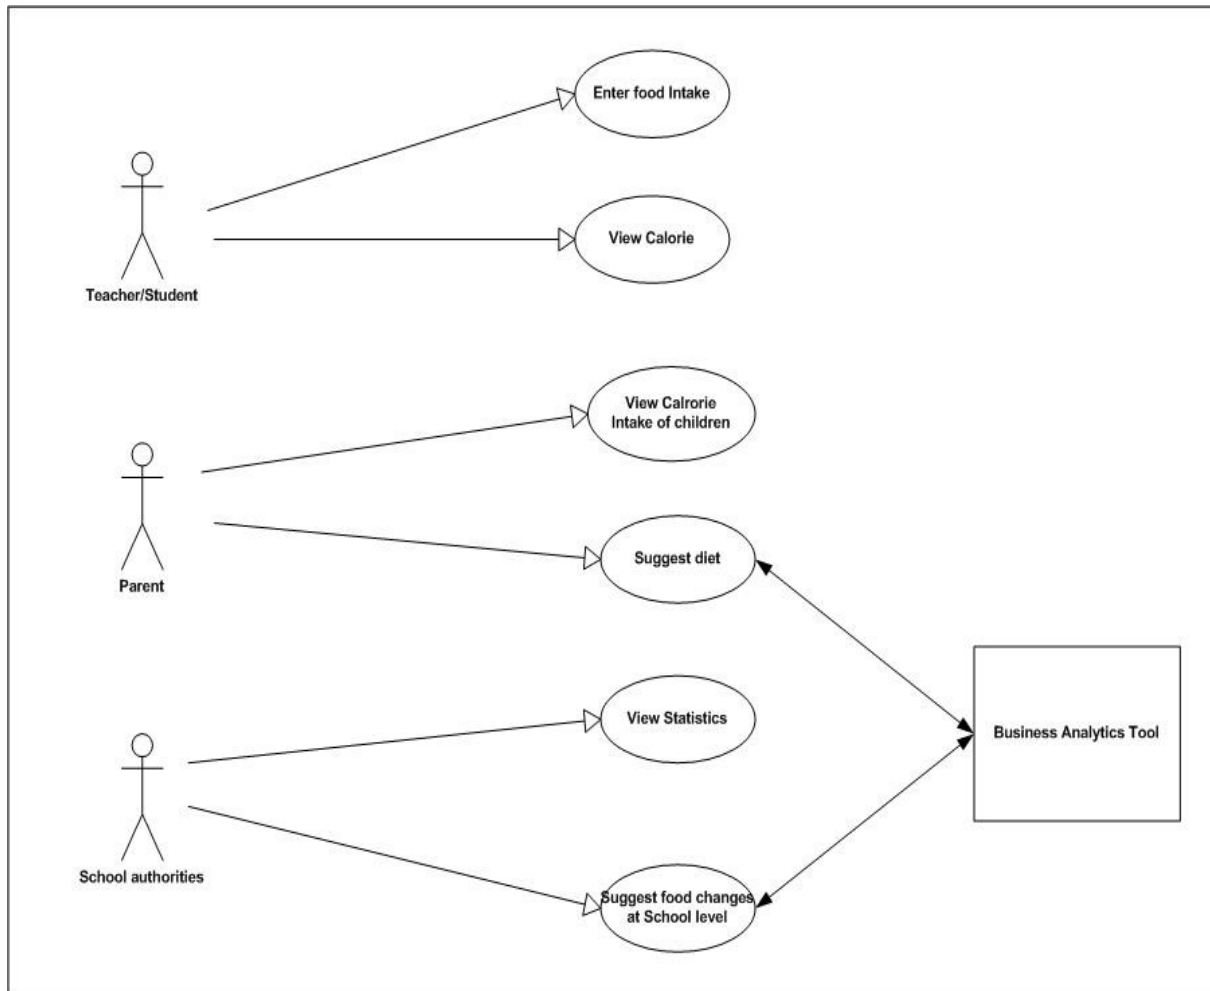 Enter food Intake
View Calorie
Teacher/Student
View Calrorie
Intake of children
Suggest diet
Parent
View Statistics
Business Analytics Tool
School authorities
Suggest food changes
at School level